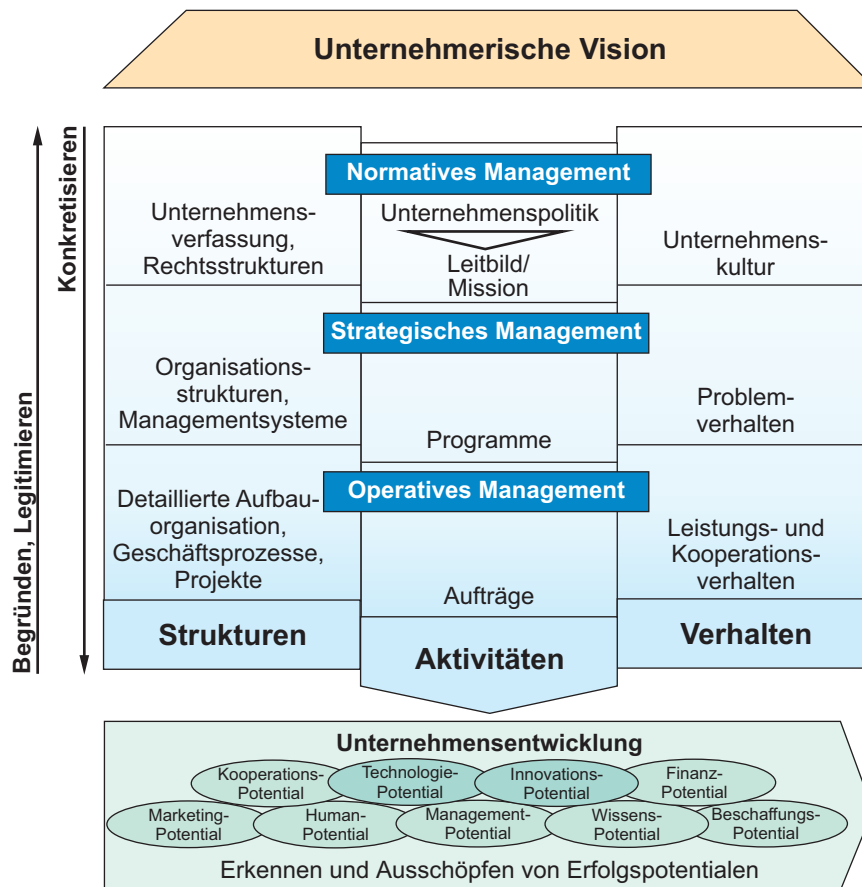 Unternehmerische Vision
Begründen, Legitimieren
Konkretisieren
Normatives Management
Unternehmens-
verfassung,
Rechtsstrukturen
Unternehmenspolitik
Leitbild/
Mission
Unternehmens-
kultur
Strategisches Management
Organisations-
strukturen,
Managementsysteme
Programme
Problem-
verhalten
Operatives Management
Detaillierte Aufbau-
organisation,
Geschäftsprozesse,
Projekte
Aufträge
Leistungs- und
Kooperations-
verhalten
Strukturen
Aktivitäten
Verhalten
Unternehmensentwicklung
Kooperations-
Potential
Technologie-
Potential
Innovations-
Potential
Finanz-
Potential
Marketing-
Potential
Human-
Potential
Management-
Potential
Wissens-
Potential
Beschaffungs-
Potential
Erkennen und Ausschöpfen von Erfolgspotentialen